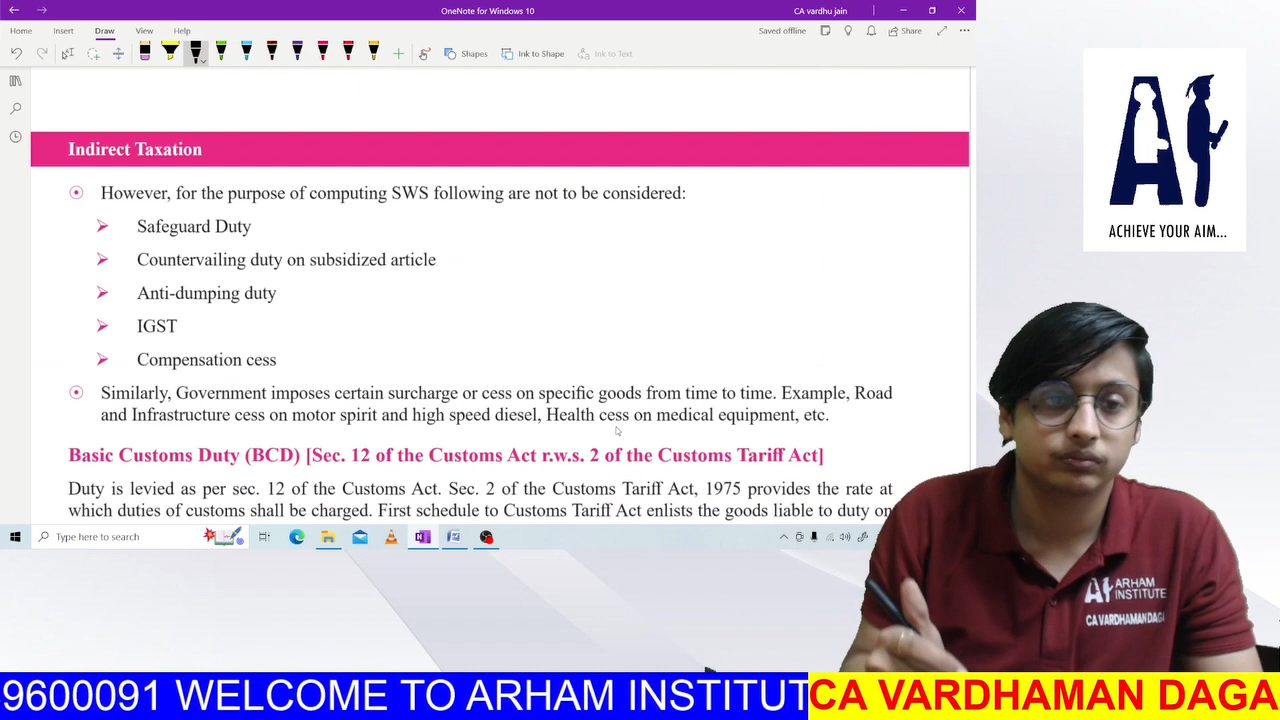 OneNote for Windows 10
CA vardhu jain
Home
Insert
Draw
View
Help
Saved offline
Share
Shapes
Ink to Shape
Ink to Text
Indirect Taxation
However, for the purpose of computing SWS following are not to be considered:
Safeguard Duty
Countervailing duty on subsidized article
Anti-dumping duty
IGST
Compensation cess
Similarly, Government imposes certain surcharge or cess on specific goods from time to time. Example, Road
and Infrastructure cess on motor spirit and high speed diesel, Health cess on medical equipment, etc.
Basic Customs Duty (BCD) [Sec. 12 of the Customs Act r.w.s. 2 of the Customs Tariff Act]
Duty is levied as per sec. 12 of the Customs Act. Sec. 2 of the Customs Tariff Act, 1975 provides the rate at
which duties of customs shall be charged. First schedule to Customs Tariff Act enlists the goods liable to duty on
Type here to search
ACHIEVE YOUR AIM...
AI ARHAM
INSTITUTE
CA VARDHAMAN DAGA
9600091 WELCOME TO ARHAM INSTITUT
CA VARDHAMAN DAGA